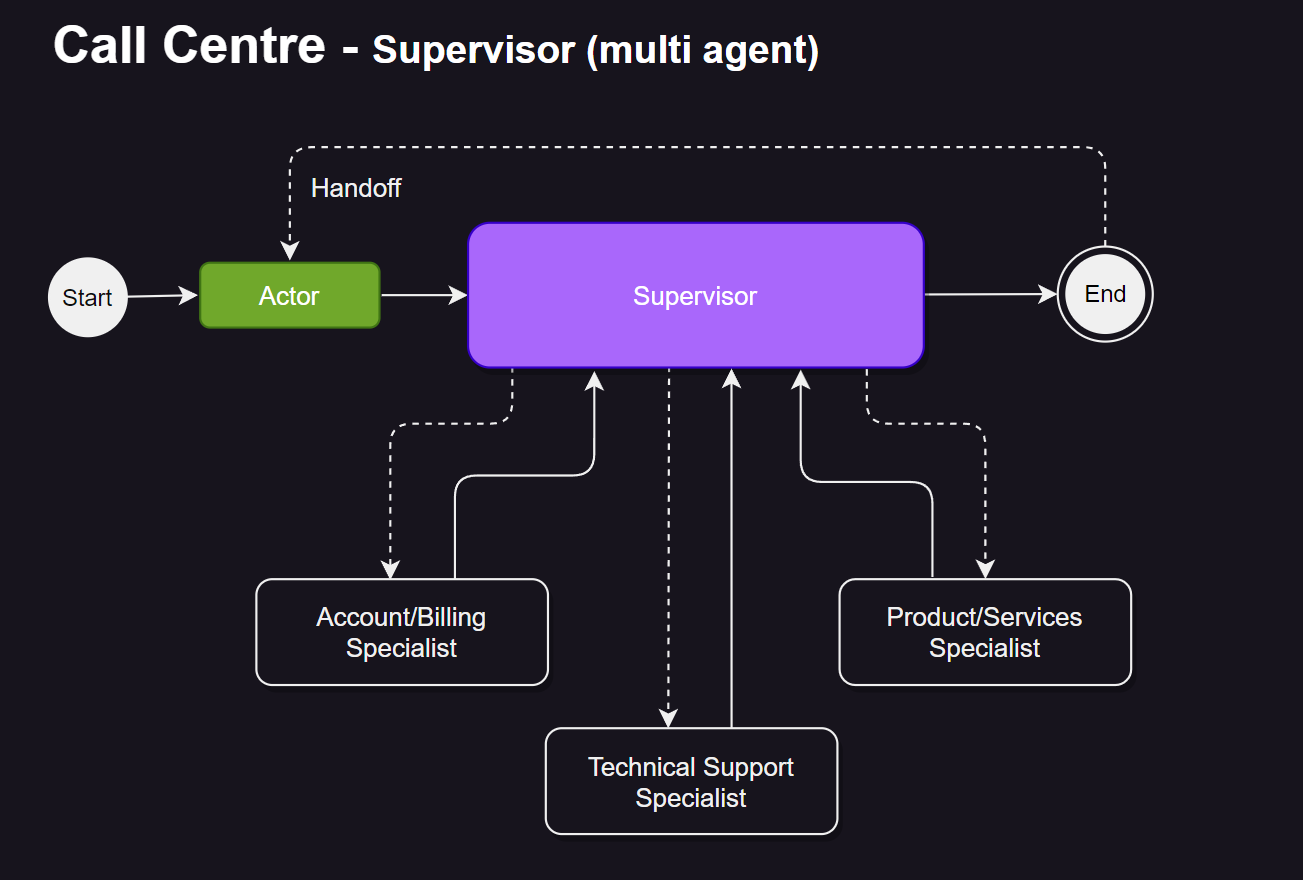 Call Centre - Supervisor (multi agent)
Handoff
Start
Actor
Supervisor
End
Account/Billing
Specialist
Product/Services
Specialist
Technical Support
Specialist